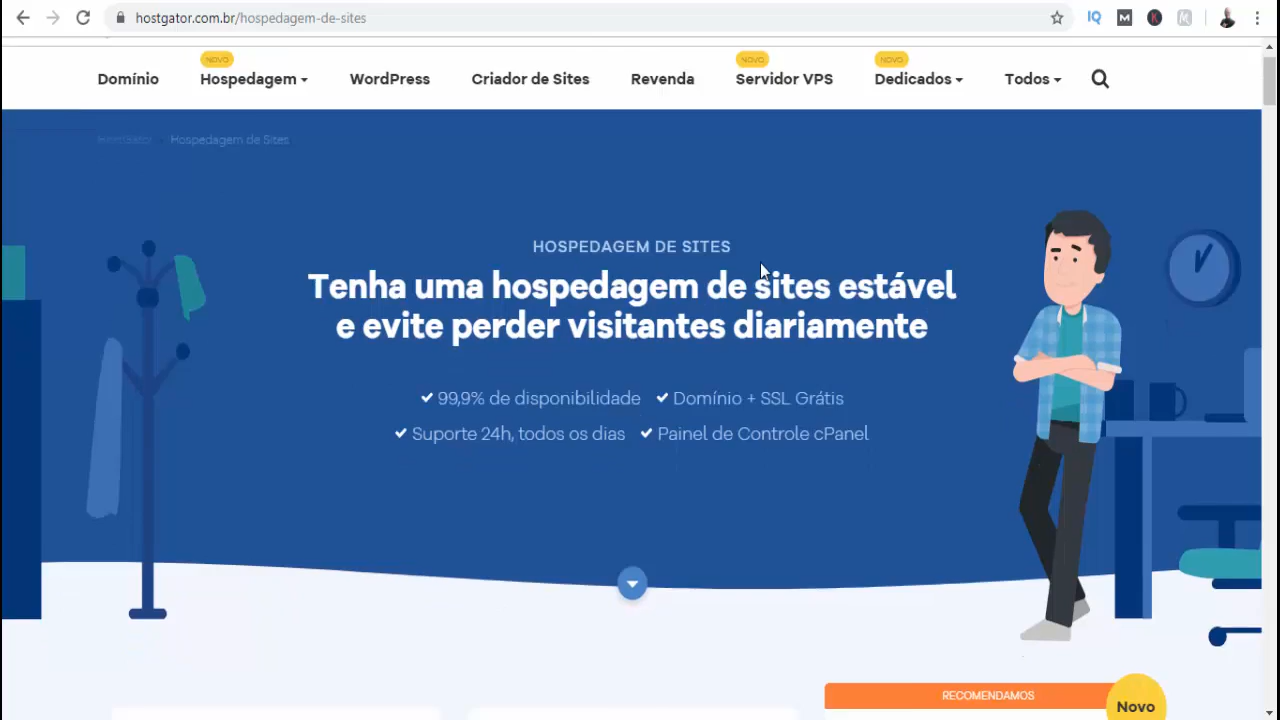 hostgator.com.br/hospedagem-de-sites
NOVO NOVO NOVO
Domínio Hospedagem WordPress Criador de Sites Revenda Servidor VPS Dedicados Todos
HostGator Hospedagem de Sites
HOSPEDAGEM DE SITES
Tenha uma hospedagem de sites estável
e evite perder visitantes diariamente
99,9% de disponibilidade Domínio + SSL Grátis
Suporte 24h, todos os dias Painel de Controle cPanel
RECOMENDAMOS
Novo